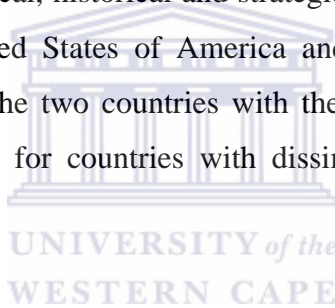 cal, historical and strategi
ed States of America and
he two countries with the
for countries with dissi
UNIVERSITY of the
WESTERN CAPE